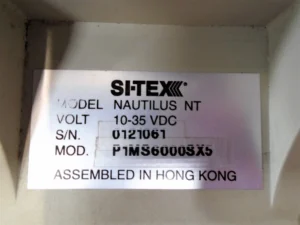 SI-TEX
MODEL NAUTILUS NT
VOLT 10-35 VDC
S/N. 0121061
MOD. P1MS6000SX5
ASSEMBLED IN HONG KONG